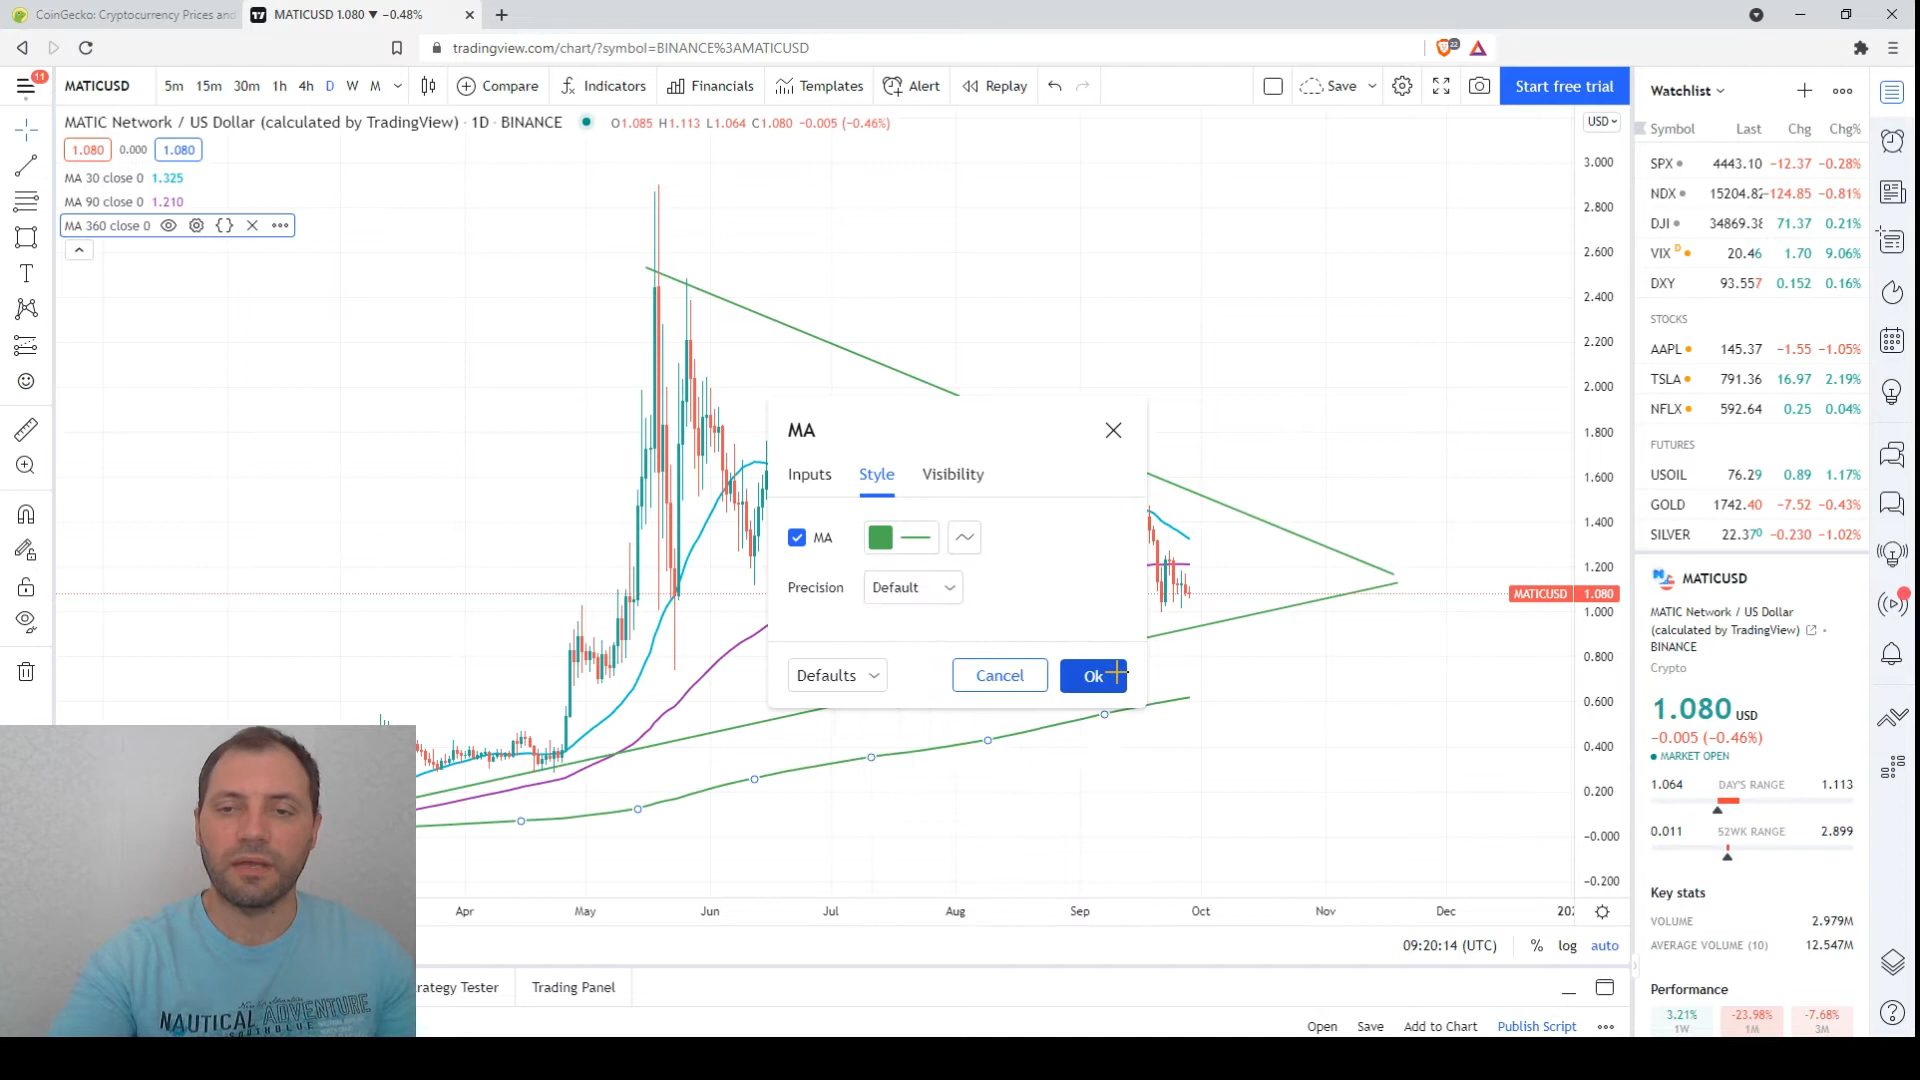 CoinGecko: Cryptocurrency Prices and
MATICUSD 1.080 ▼ −0.48%
tradingview.com/chart/?symbol=BINANCE%3AMATICUSD
22
11
MATICUSD 5m 15m 30m 1h 4h D W M Compare Indicators Financials Templates Alert Replay Save Start free trial
MATIC Network / US Dollar (calculated by TradingView) · 1D · BINANCE O1.085 H1.113 L1.064 C1.080 −0.005 (−0.46%)
1.080 0.000 1.080
MA 30 close 0 1.325
MA 90 close 0 1.210
MA 360 close 0
USD
3.000
2.800
2.600
2.400
2.200
2.000
1.800
1.600
1.400
1.200
MATICUSD 1.080
1.000
0.800
0.600
0.400
0.200
−0.000
−0.200
MA
Inputs Style Visibility
MA
Precision Default
Defaults Cancel Ok
Apr May Jun Jul Aug Sep Oct Nov Dec 202
09:20:14 (UTC) % log auto
rategy Tester Trading Panel
Open Save Add to Chart Publish Script
Watchlist
Symbol Last Chg Chg%
SPX 4443.10 −12.37 −0.28%
NDX 15204.82 −124.85 −0.81%
DJI 34869.38 71.37 0.21%
VIX D 20.46 1.70 9.06%
DXY 93.557 0.152 0.16%
STOCKS
AAPL 145.37 −1.55 −1.05%
TSLA 791.36 16.97 2.19%
NFLX 592.64 0.25 0.04%
FUTURES
USOIL 76.29 0.89 1.17%
GOLD 1742.40 −7.52 −0.43%
SILVER 22.370 −0.230 −1.02%
MATICUSD
MATIC Network / US Dollar
(calculated by TradingView)
BINANCE
Crypto
1.080 USD
−0.005 (−0.46%)
MARKET OPEN
1.064 DAY'S RANGE 1.113
0.011 52WK RANGE 2.899
Key stats
VOLUME 2.979M
AVERAGE VOLUME (10) 12.547M
Performance
3.21% -23.98% -7.68%
1W 1M 3M
NAUTICAL ADVENTURE
SOUTHBLUE